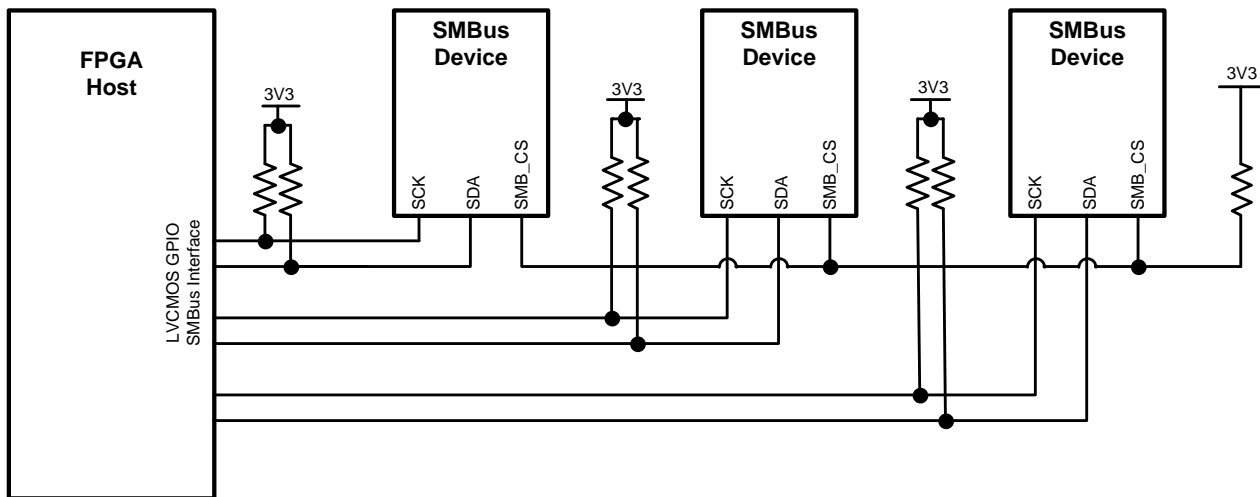 FPGA
Host
LVCMOS GPIO
SMBus Interface
3V3
SMBus
Device
SCK
SDA
SMB_CS
3V3
SMBus
Device
SCK
SDA
SMB_CS
3V3
SMBus
Device
SCK
SDA
SMB_CS
3V3